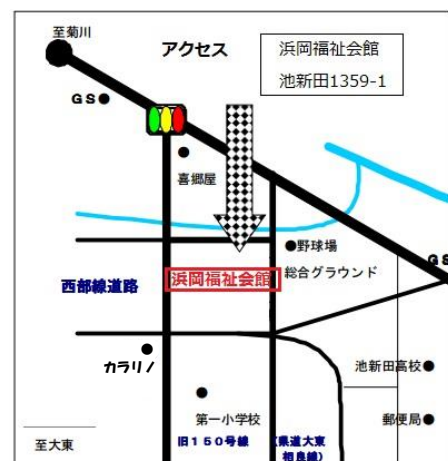 至菊川
アクセス
浜岡福祉会館
池新田1359-1
GS
喜郷屋
野球場
総合グラウンド
GS
西部線道路
浜岡福祉会館
カラリノ
池新田高校
第一小学校
郵便局
至大東
旧150号線
(県道大東
相良線)